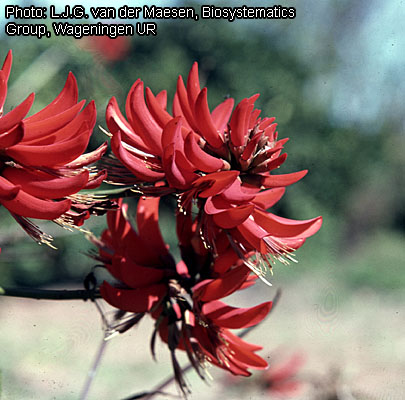 Photo: L.J.G. van der Maesen, Biosystematics
Group, Wageningen UR